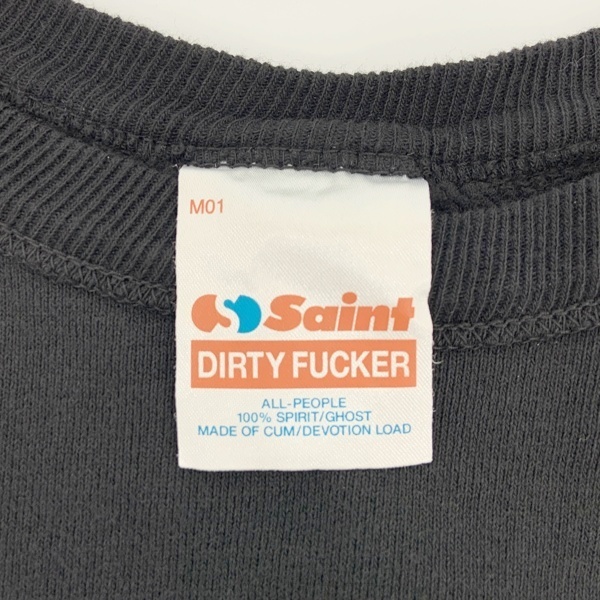 M01
Saint
DIRTY FUCKER
ALL-PEOPLE
100% SPIRIT/GHOST
MADE OF CUM/DEVOTION LOAD